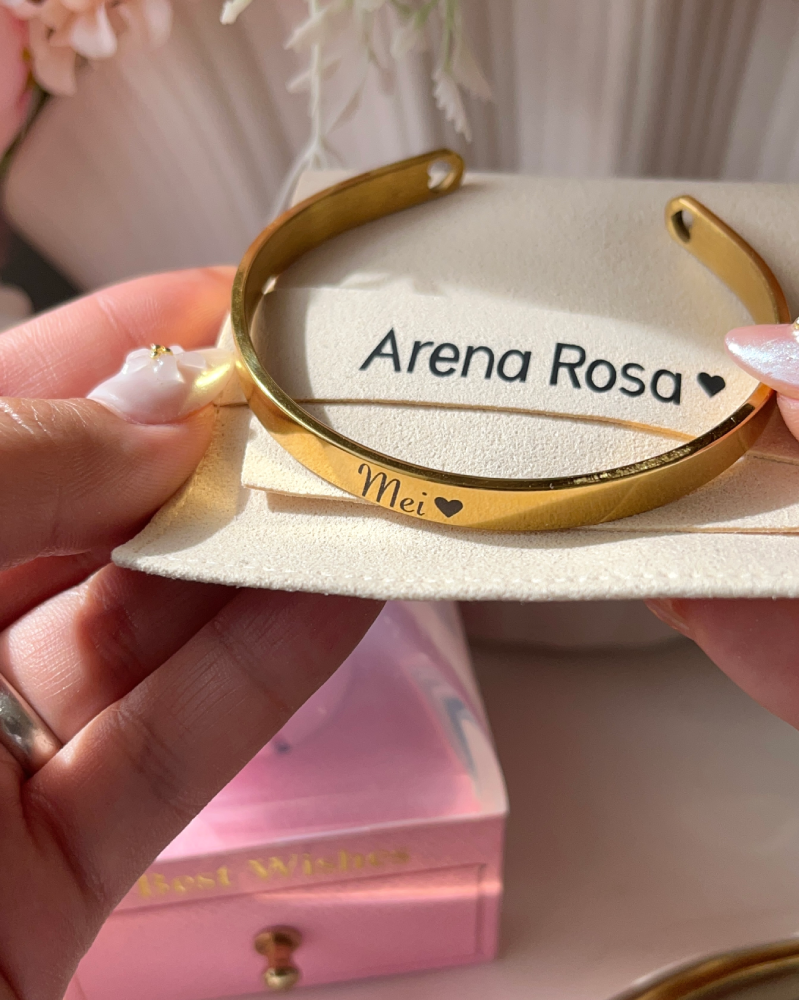 Arena Rosa ♥
Mei ♥
Best Wishes